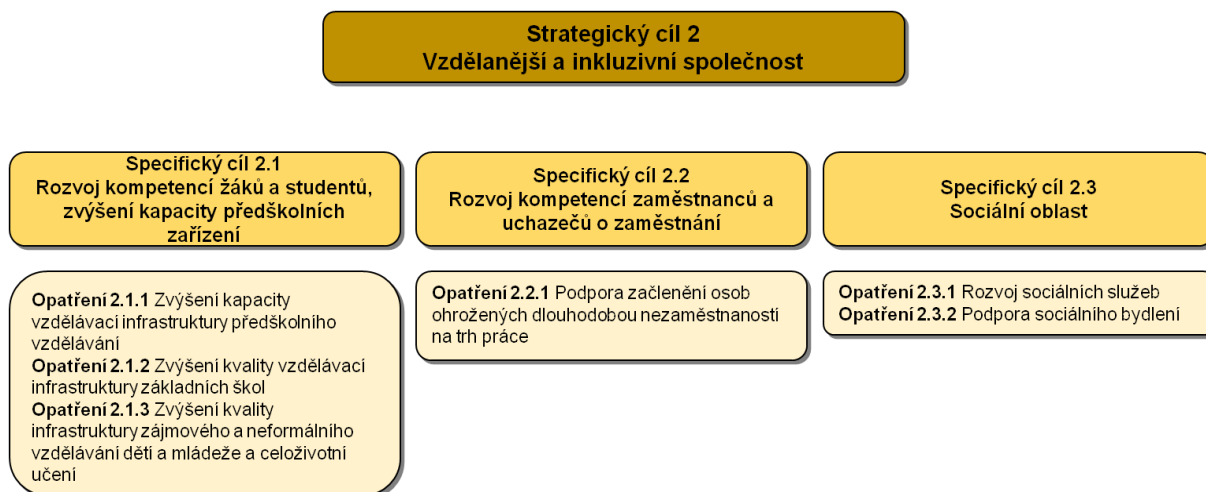 Strategický cíl 2
Vzdělanější a inkluzivní společnost
Specifický cíl 2.1
Rozvoj kompetencí žáků a studentů,
zvýšení kapacity předškolních
zařízení
Opatření 2.1.1 Zvýšení kapacity
vzdělávací infrastruktury předškolního
vzdělávání
Opatření 2.1.2 Zvýšení kvality vzdělávací
infrastruktury základních škol
Opatření 2.1.3 Zvýšení kvality
infrastruktury zájmového a neformálního
vzdělávání dětí a mládeže a celoživotní
učení
Specifický cíl 2.2
Rozvoj kompetencí zaměstnanců a
uchazečů o zaměstnání
Opatření 2.2.1 Podpora začlenění osob
ohrožených dlouhodobou nezaměstnaností
na trh práce
Specifický cíl 2.3
Sociální oblast
Opatření 2.3.1 Rozvoj sociálních služeb
Opatření 2.3.2 Podpora sociálního bydlení